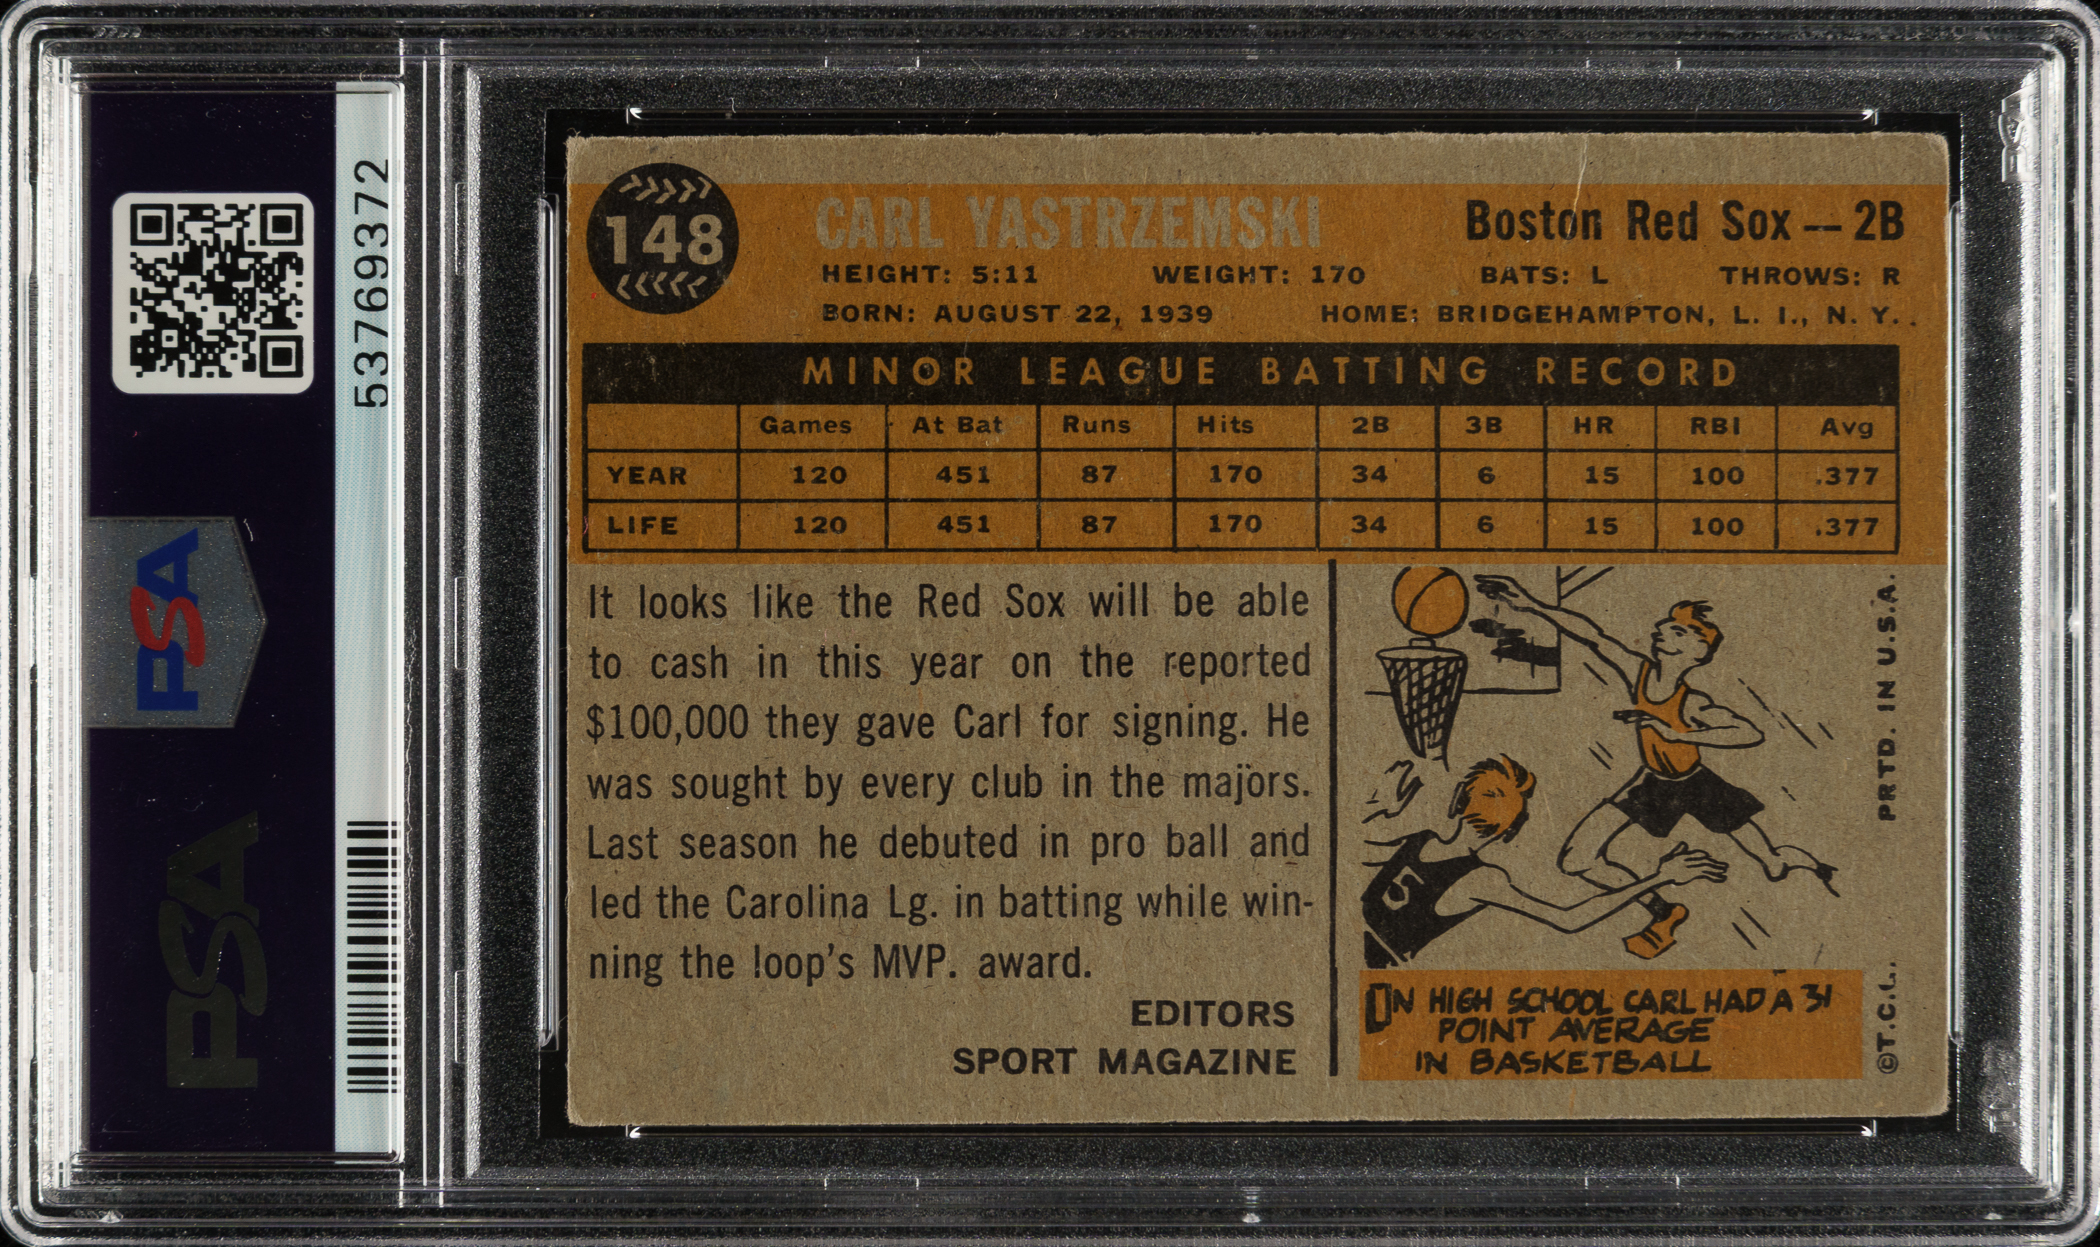 53769372
PSA
PSA
148
CARL YASTRZEMSKI
Boston Red Sox — 2B
HEIGHT: 5:11 WEIGHT: 170 BATS: L THROWS: R
BORN: AUGUST 22, 1939 HOME: BRIDGEHAMPTON, L. I., N. Y.
MINOR LEAGUE BATTING RECORD
Games At Bat Runs Hits 2B 3B HR RBI Avg
YEAR 120 451 87 170 34 6 15 100 .377
LIFE 120 451 87 170 34 6 15 100 .377
It looks like the Red Sox will be able
to cash in this year on the reported
$100,000 they gave Carl for signing. He
was sought by every club in the majors.
Last season he debuted in pro ball and
led the Carolina Lg. in batting while win-
ning the loop's MVP. award.
EDITORS
SPORT MAGAZINE
5
ON HIGH SCHOOL CARL HAD A 31
POINT AVERAGE
IN BASKETBALL
©T.C.G. PRTD. IN U.S.A.